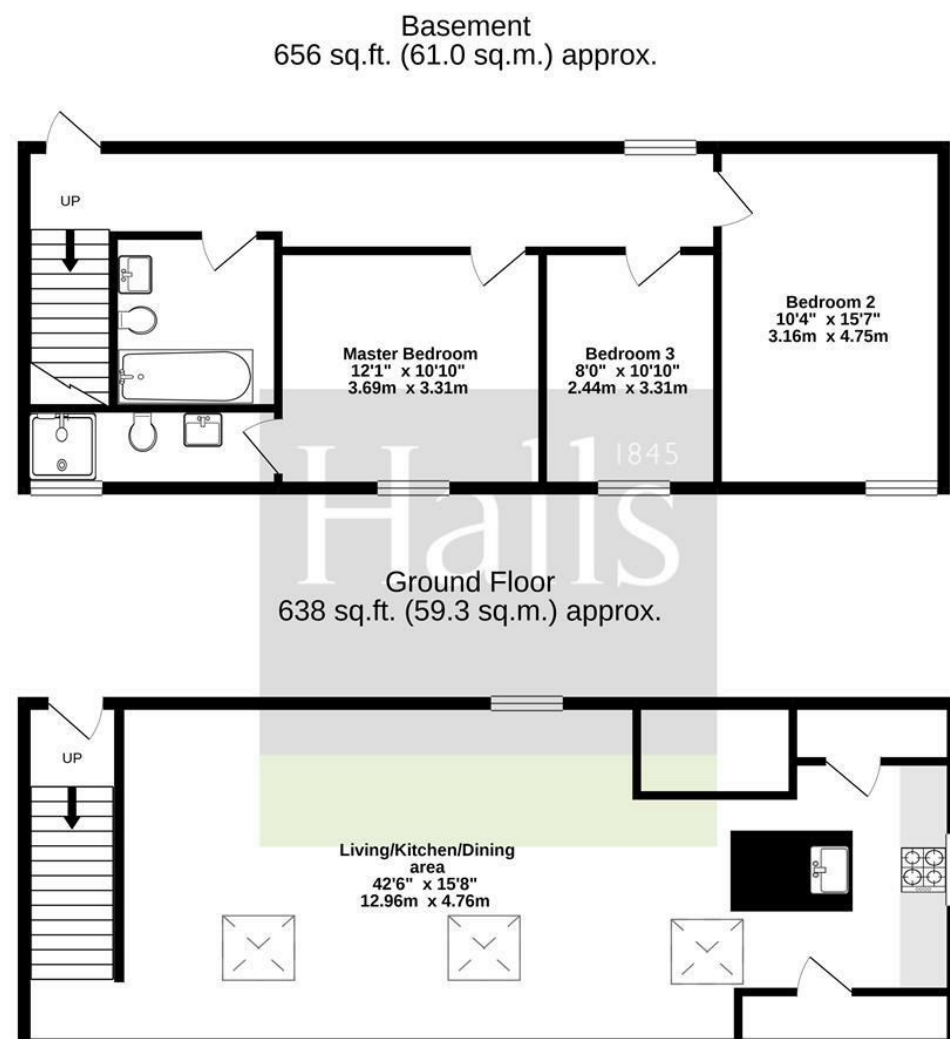 Basement
656 sq.ft. (61.0 sq.m.) approx.
UP
Bedroom 2
10'4" x 15'7"
3.16m x 4.75m
Master Bedroom
12'1" x 10'10"
3.69m x 3.31m
Bedroom 3
8'0" x 10'10"
2.44m x 3.31m
1845
Halls
Ground Floor
638 sq.ft. (59.3 sq.m.) approx.
UP
Living/Kitchen/Dining
area
42'6" x 15'8"
12.96m x 4.76m